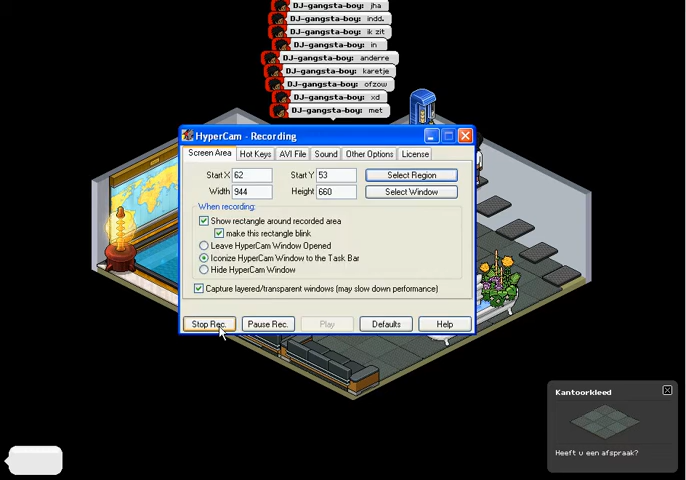 DJ-gangsta-boy: jha
DJ-gangsta-boy: indd.
DJ-gangsta-boy: ik zit
DJ-gangsta-boy: in
DJ-gangsta-boy: anderre
DJ-gangsta-boy: karetje
DJ-gangsta-boy: ofzow
DJ-gangsta-boy: xd
DJ-gangsta-boy: met
HyperCam - Recording
Screen Area Hot Keys AVI File Sound Other Options License
Start X 62 Start Y 53 Select Region
Width 944 Height 660 Select Window
When recording:
Show rectangle around recorded area
make this rectangle blink
Leave HyperCam Window Opened
Iconize HyperCam Window to the Task Bar
Hide HyperCam Window
Capture layered/transparent windows (may slow down performance)
Stop Rec. Pause Rec. Play Defaults Help
Kantoorkleed
Heeft u een afspraak?